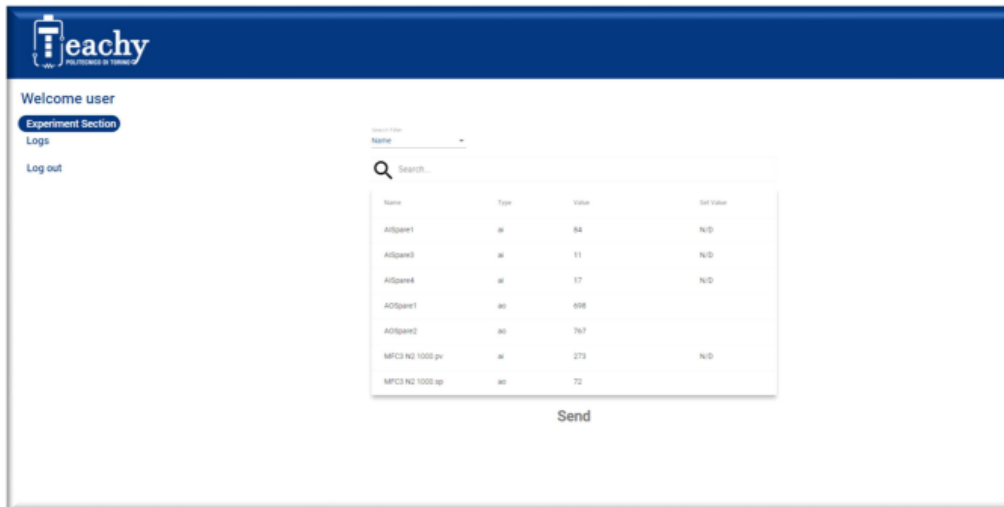 Teachy
POLITECNICO DI TORINO
Welcome user
Experiment Section
Logs
Log out
Search Filter
Name
Search...
Name Type Value Set Value
AISpare1 ai 84 N/D
AISpare3 ai 11 N/D
AISpare4 ai 17 N/D
AOSpare1 ao 698
AOSpare2 ao 767
MFC3 N2 1000 pv ai 273 N/D
MFC3 N2 1000 sp ao 72
Send